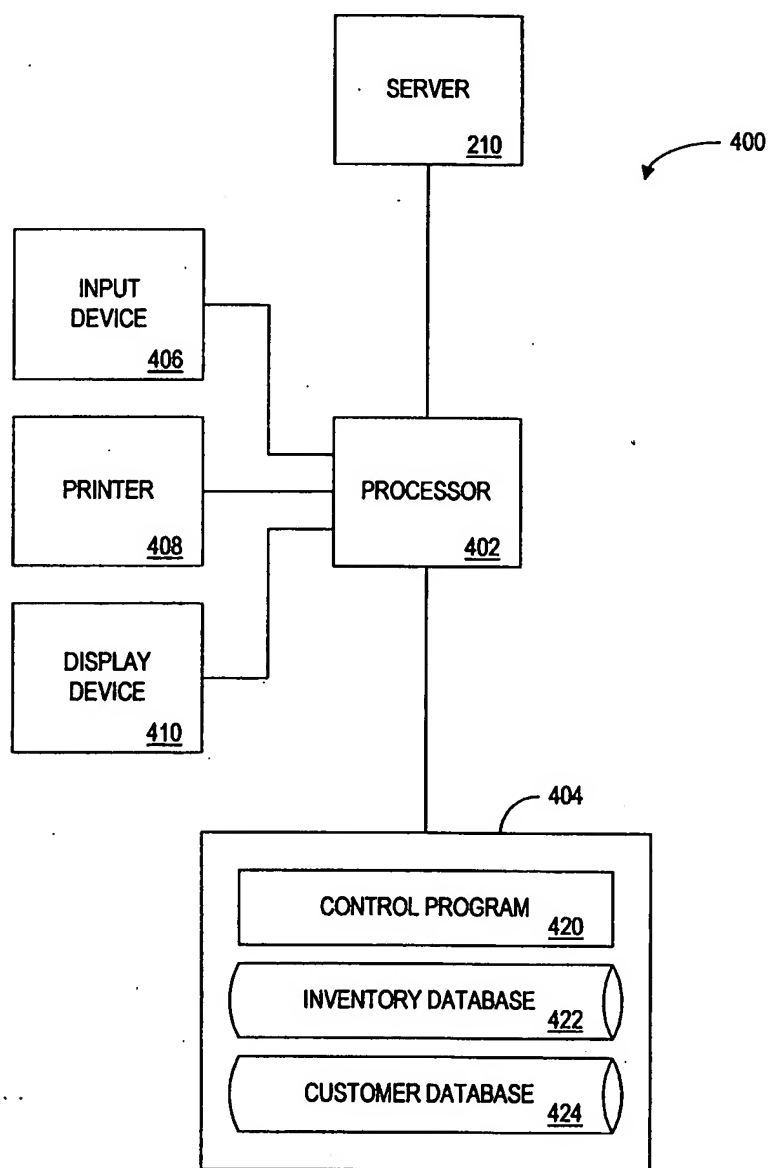 SERVER
210
400
INPUT
DEVICE
406
PRINTER
408
PROCESSOR
402
DISPLAY
DEVICE
410
404
CONTROL PROGRAM
420
INVENTORY DATABASE
422
CUSTOMER DATABASE
424